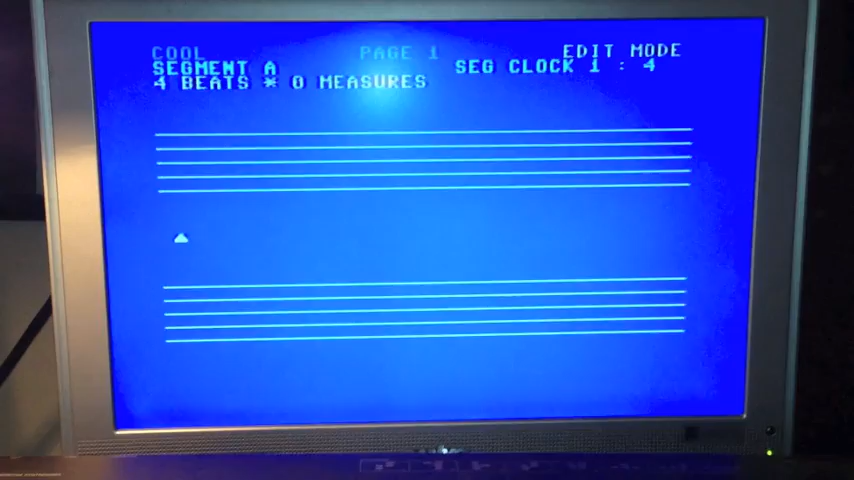 COOL PAGE 1 EDIT MODE
SEGMENT A SEG CLOCK 1 : 4
4 BEATS * 0 MEASURES